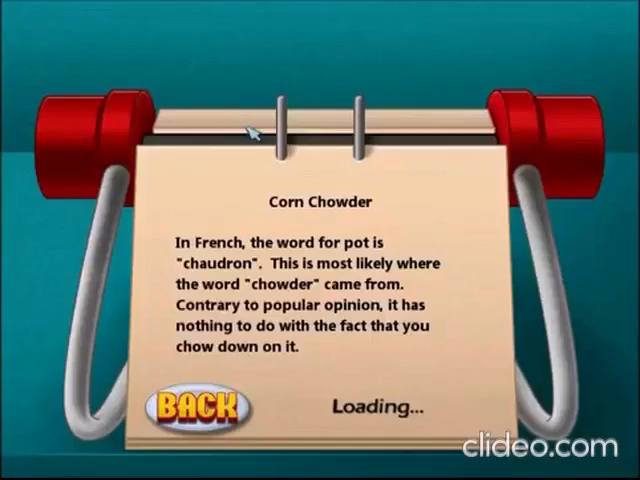 Corn Chowder
In French, the word for pot is
"chaudron".  This is most likely where
the word "chowder" came from.
Contrary to popular opinion, it has
nothing to do with the fact that you
chow down on it.
BACK
Loading...
clideo.com